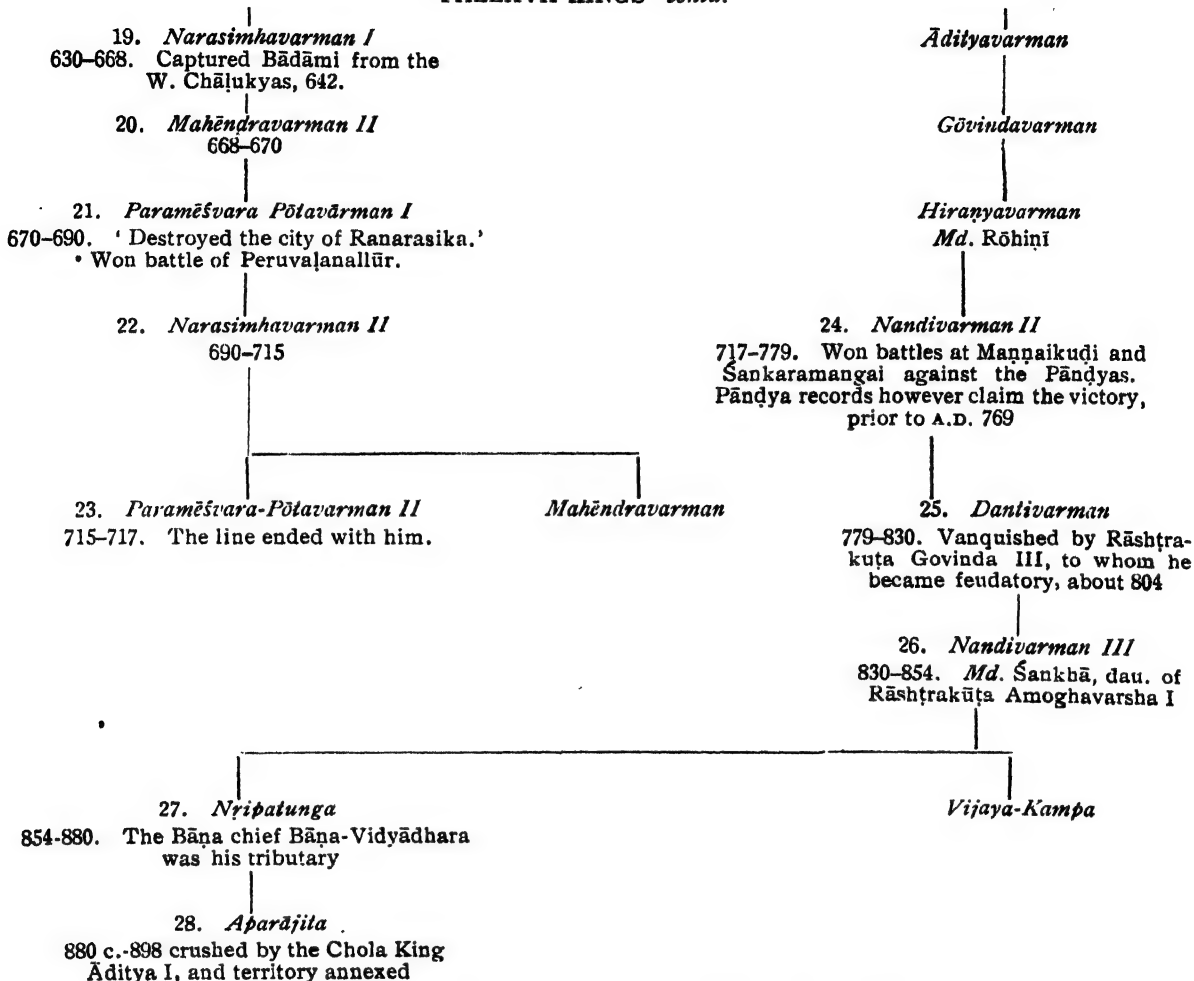 19. Narasimhavarman I
630–668. Captured Bādāmi from the
W. Chāḷukyas, 642.
20. Mahēndravarman II
668–670
21. Paramēśvara Pōtavārman I
670–690. ' Destroyed the city of Ranarasika.'
Won battle of Peruvaḷanallūr.
22. Narasimhavarman II
690–715
23. Paramēśvara-Pōtavarman II
715–717. The line ended with him.
Mahēndravarman
Ādityavarman
Gōvindavarman
Hiraṇyavarman
Md. Rōhiṇī
24. Nandivarman II
717–779. Won battles at Maṇṇaikuḍi and
Śankaramangai against the Pāṇḍyas.
Pāṇḍya records however claim the victory,
prior to A.D. 769
25. Dantivarman
779–830. Vanquished by Rāshṭra-
kuṭa Govinda III, to whom he
became feudatory, about 804
26. Nandivarman III
830–854. Md. Śankhā, dau. of
Rāshṭrakūṭa Amoghavarsha I
27. Nṛipatunga
854-880. The Bāṇa chief Bāṇa-Vidyādhara
was his tributary
Vijaya-Kampa
28. Aparājita
880 c.-898 crushed by the Chola King
Āditya I, and territory annexed